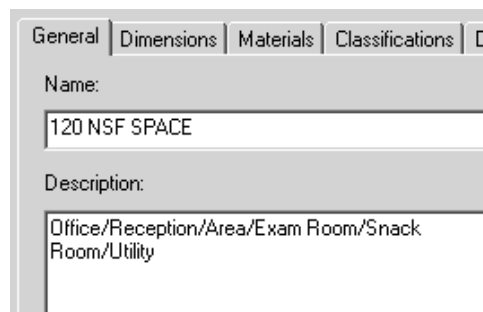 General Dimensions Materials Classifications
Name:
120 NSF SPACE
Description:
Office/Reception/Area/Exam Room/Snack
Room/Utility